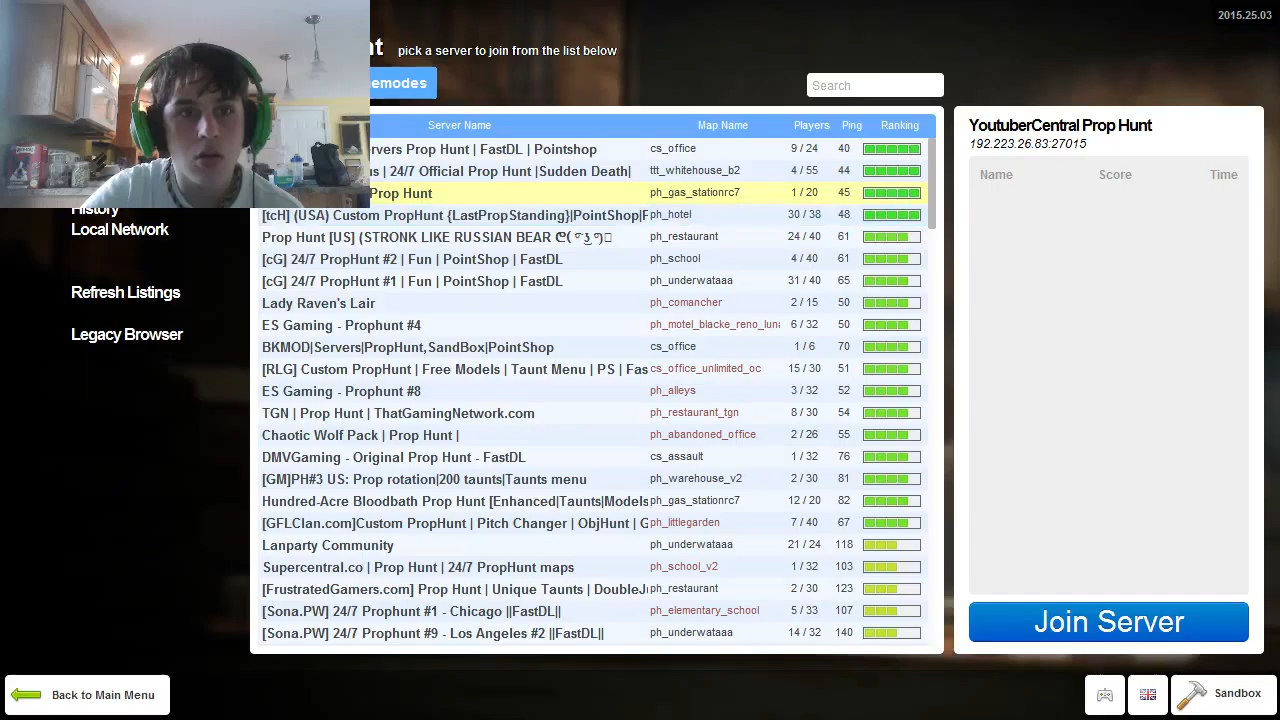 2015.25.03
nt pick a server to join from the list below
emodes
Search
Server Name Map Name Players Ping Ranking
rvers Prop Hunt | FastDL | Pointshop cs_office 9 / 24 40
us | 24/7 Official Prop Hunt |Sudden Death| ttt_whitehouse_b2 4 / 55 44
Prop Hunt ph_gas_stationrc7 1 / 20 45
[tcH] (USA) Custom PropHunt {LastPropStanding}|PointShop|F ph_hotel 30 / 38 48
Prop Hunt [US] (STRONK LIKE RUSSIAN BEAR ph_restaurant 24 / 40 61
[cG] 24/7 PropHunt #2 | Fun | PointShop | FastDL ph_school 4 / 40 61
[cG] 24/7 PropHunt #1 | Fun | PointShop | FastDL ph_underwataaa 31 / 40 65
Lady Raven's Lair ph_comancher 2 / 15 50
ES Gaming - Prophunt #4 ph_motel_blacke_reno_luna 6 / 32 50
BKMOD|Servers|PropHunt,SandBox|PointShop cs_office 1 / 6 70
[RLG] Custom PropHunt | Free Models | Taunt Menu | PS | Fas cs_office_unlimited_oc 15 / 30 51
ES Gaming - Prophunt #8 ph_alleys 3 / 32 52
TGN | Prop Hunt | ThatGamingNetwork.com ph_restaurant_tgn 8 / 30 54
Chaotic Wolf Pack | Prop Hunt | ph_abandoned_office 2 / 26 55
DMVGaming - Original Prop Hunt - FastDL cs_assault 1 / 32 76
[GM]PH#3 US: Prop rotation|200 taunts|Taunts menu ph_warehouse_v2 2 / 30 81
Hundred-Acre Bloodbath Prop Hunt [Enhanced|Taunts|Models ph_gas_stationrc7 12 / 20 82
[GFLClan.com]Custom PropHunt | Pitch Changer | ObjHunt | G ph_littlegarden 7 / 40 67
Lanparty Community ph_underwataaa 21 / 24 118
Supercentral.co | Prop Hunt | 24/7 PropHunt maps ph_school_v2 1 / 32 103
[FrustratedGamers.com] Prop Hunt | Unique Taunts | DoubleJu ph_restaurant 2 / 30 123
[Sona.PW] 24/7 Prophunt #1 - Chicago ||FastDL|| ph_elementary_school 5 / 33 107
[Sona.PW] 24/7 Prophunt #9 - Los Angeles #2 ||FastDL|| ph_underwataaa 14 / 32 140
History
Local Network
Refresh Listings
Legacy Browser
YoutuberCentral Prop Hunt
192.223.26.83:27015
Name Score Time
Join Server
Back to Main Menu
Sandbox